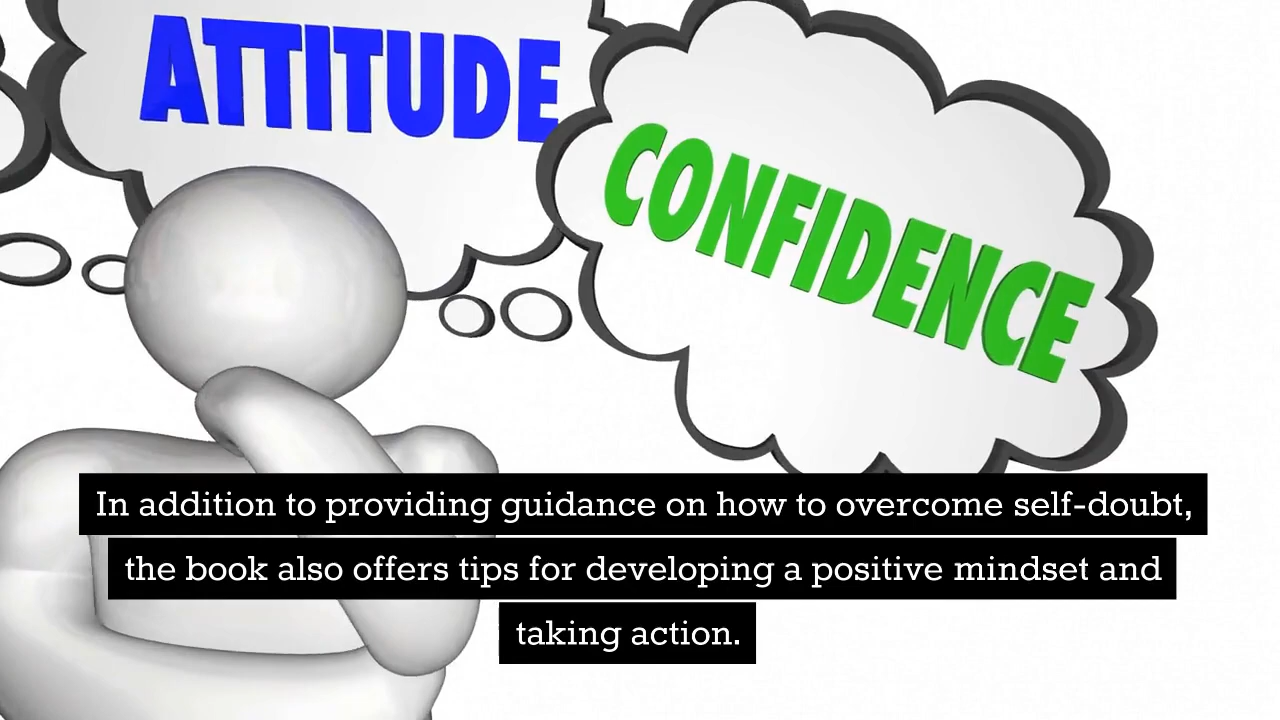 ATTITUDE
CONFIDENCE
In addition to providing guidance on how to overcome self-doubt,
the book also offers tips for developing a positive mindset and
taking action.